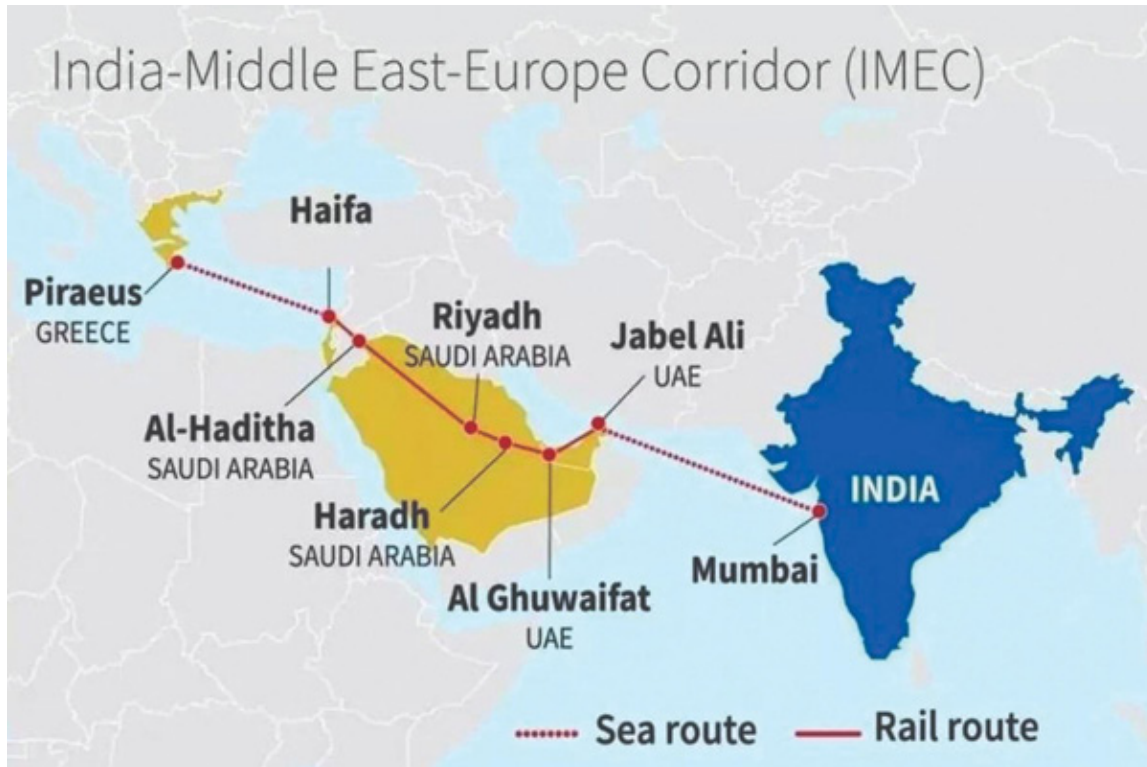 India-Middle East-Europe Corridor (IMEC)
Haifa
Piraeus
GREECE
Riyadh
SAUDI ARABIA
Jabel Ali
UAE
Al-Haditha
SAUDI ARABIA
INDIA
Haradh
SAUDI ARABIA
Mumbai
Al Ghuwaifat
UAE
Sea route
Rail route